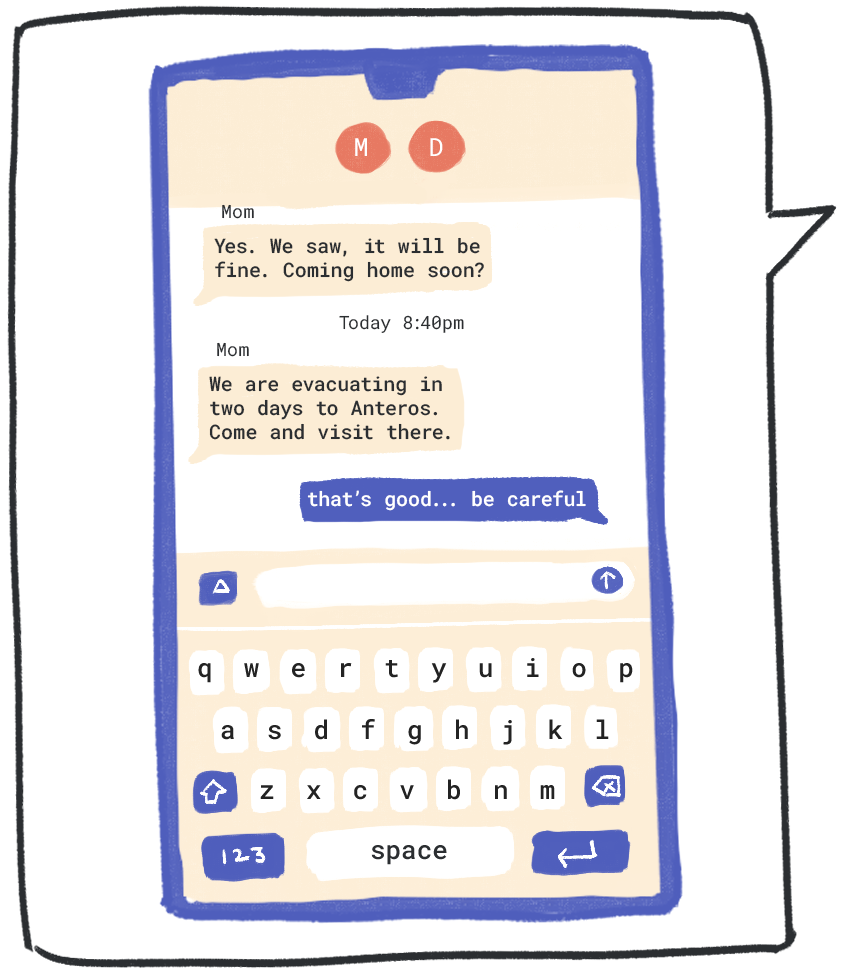 M D
Mom
Yes. We saw, it will be
fine. Coming home soon?
Today 8:40pm
Mom
We are evacuating in
two days to Anteros.
Come and visit there.
that's good... be careful
q w e r t y u i o p
a s d f g h j k l
z x c v b n m
123 space